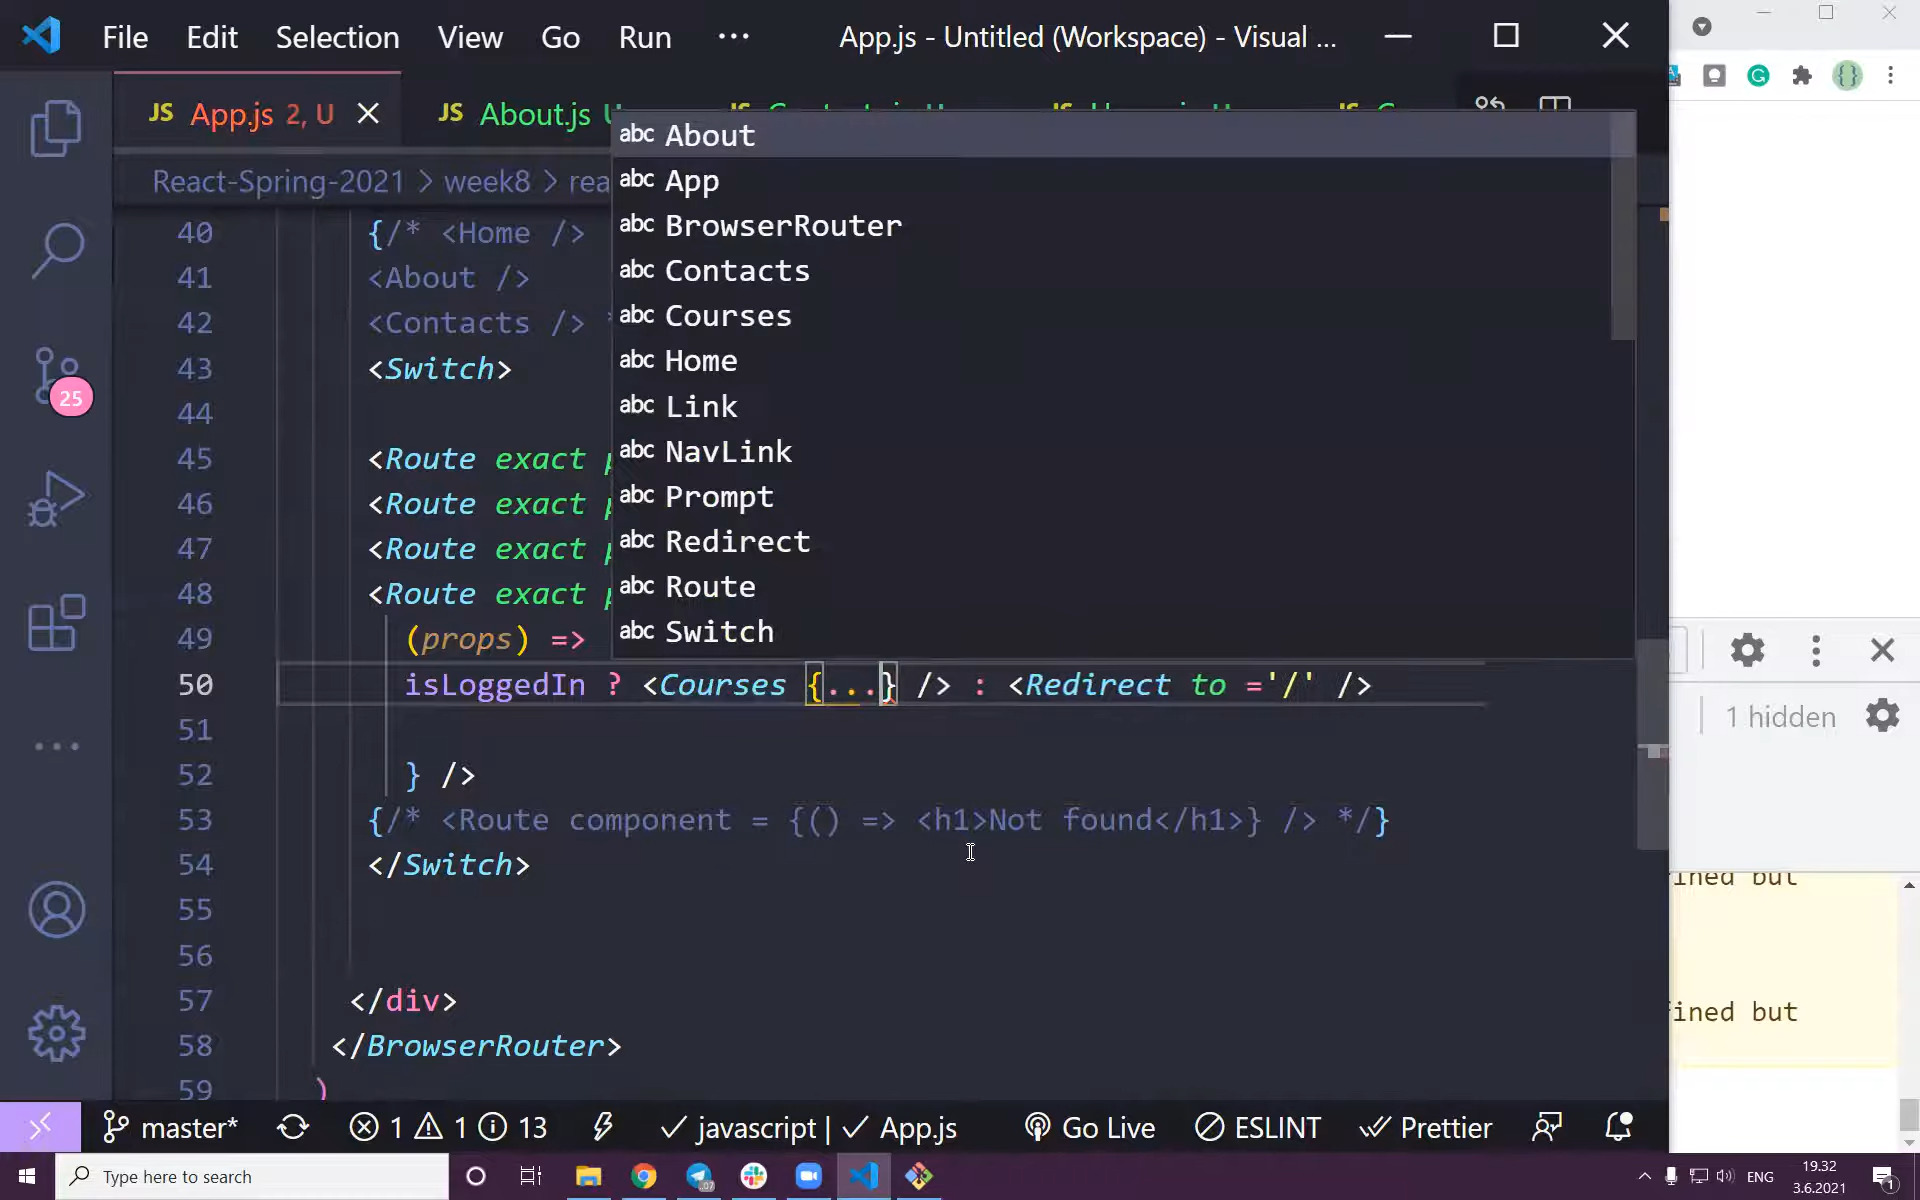 File Edit Selection View Go Run ··· App.js - Untitled (Workspace) - Visual ...
JS App.js 2, U JS About.js
React-Spring-2021 > week8 > rea
abc About
abc App
abc BrowserRouter
abc Contacts
abc Courses
abc Home
abc Link
abc NavLink
abc Prompt
abc Redirect
abc Route
abc Switch
40 {/* <Home />
41 <About />
42 <Contacts />
43 <Switch>
44
45 <Route exact
46 <Route exact
47 <Route exact
48 <Route exact
49 (props) =>
50 isLoggedIn ? <Courses {...} /> : <Redirect to ='/' />
51
52 } />
53 {/* <Route component = {() => <h1>Not found</h1>} /> */}
54 </Switch>
55
56
57 </div>
58 </BrowserRouter>
59 )
25
1 hidden
ined but
ined but
master* 1 1 13 javascript | App.js Go Live ESLINT Prettier
Type here to search
07
ENG
19.32
3.6.2021
1